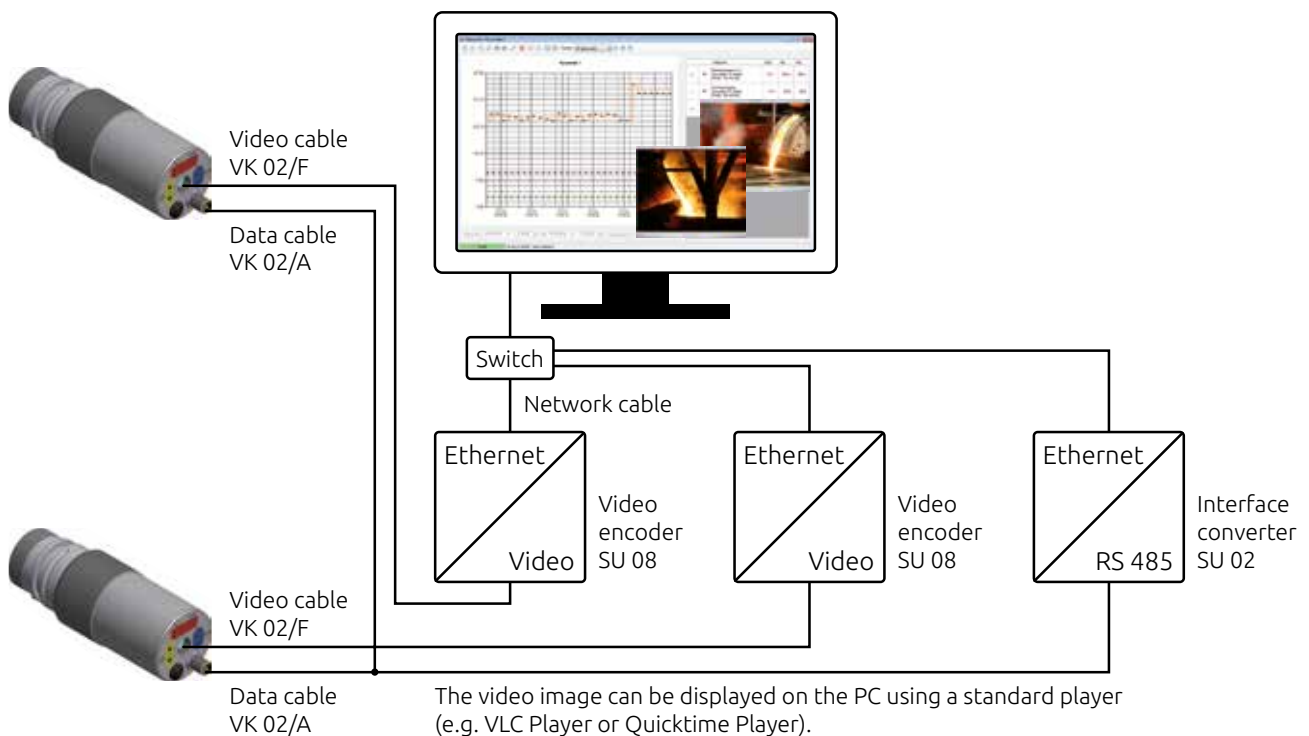 Video cable
VK 02/F
Data cable
VK 02/A
Switch
Network cable
Ethernet
Video
Video
encoder
SU 08
Ethernet
Video
Video
encoder
SU 08
Ethernet
RS 485
Interface
converter
SU 02
Video cable
VK 02/F
Data cable
VK 02/A
The video image can be displayed on the PC using a standard player
(e.g. VLC Player or Quicktime Player).